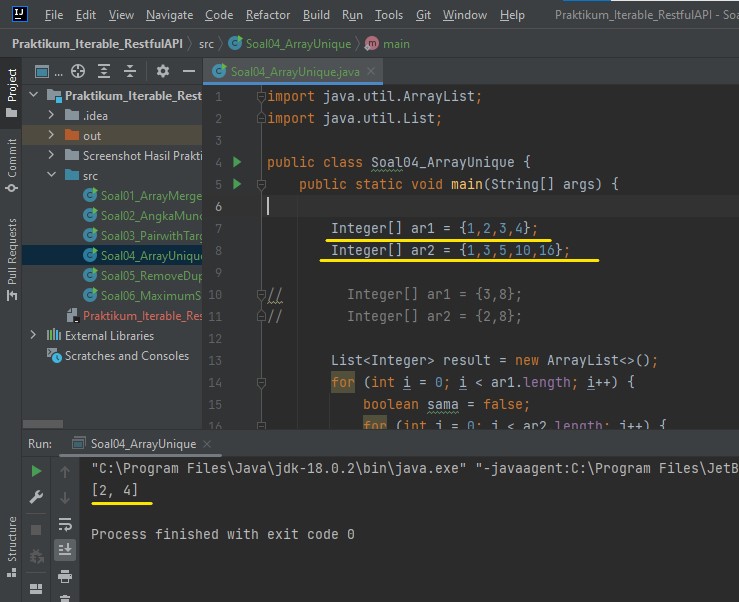 File Edit View Navigate Code Refactor Build Run Tools Git Window Help Praktikum_Iterable_RestfulAPI - Soa
Praktikum_Iterable_RestfulAPI src Soal04_ArrayUnique main
Project
Commit
Pull Requests
Structure
...
Praktikum_Iterable_Rest
.idea
out
Screenshot Hasil Prakti
src
Soal01_ArrayMerge
Soal02_AngkaMun
Soal03_PairwithTar
Soal04_ArrayUniqu
Soal05_RemoveDup
Soal06_MaximumS
Praktikum_Iterable_Res
External Libraries
Scratches and Consoles
Soal04_ArrayUnique.java
1 import java.util.ArrayList;
2 import java.util.List;
3
4 public class Soal04_ArrayUnique {
5 public static void main(String[] args) {
6
7 Integer[] ar1 = {1,2,3,4};
8 Integer[] ar2 = {1,3,5,10,16};
9
10 // Integer[] ar1 = {3,8};
11 // Integer[] ar2 = {2,8};
12
13 List<Integer> result = new ArrayList<>();
14 for (int i = 0; i < ar1.length; i++) {
15 boolean sama = false;
16 for (int j = 0; j < ar2.length; j++) {
Run: Soal04_ArrayUnique
"C:\Program Files\Java\jdk-18.0.2\bin\java.exe" "-javaagent:C:\Program Files\JetB
[2, 4]
Process finished with exit code 0